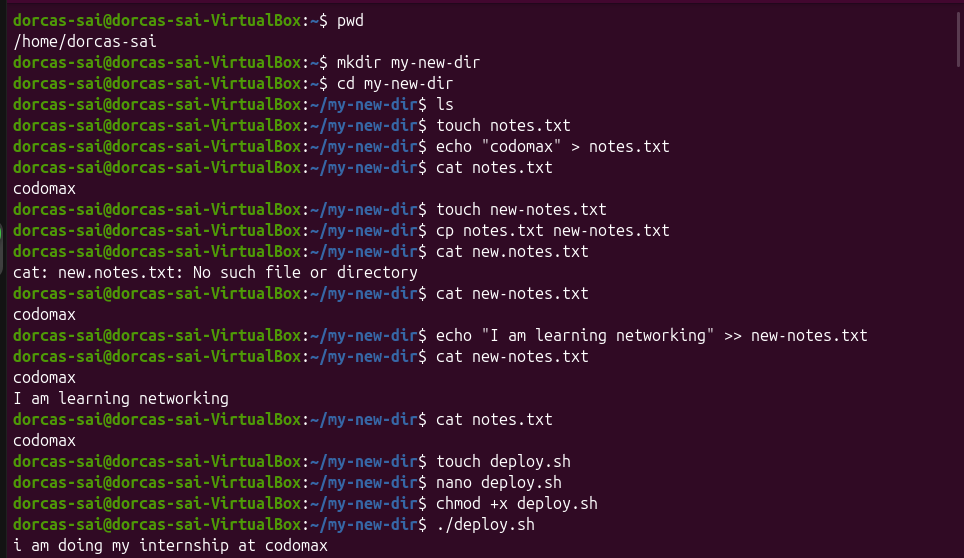 dorcas-sai@dorcas-sai-VirtualBox:~$ pwd
/home/dorcas-sai
dorcas-sai@dorcas-sai-VirtualBox:~$ mkdir my-new-dir
dorcas-sai@dorcas-sai-VirtualBox:~$ cd my-new-dir
dorcas-sai@dorcas-sai-VirtualBox:~/my-new-dir$ ls
dorcas-sai@dorcas-sai-VirtualBox:~/my-new-dir$ touch notes.txt
dorcas-sai@dorcas-sai-VirtualBox:~/my-new-dir$ echo "codomax" > notes.txt
dorcas-sai@dorcas-sai-VirtualBox:~/my-new-dir$ cat notes.txt
codomax
dorcas-sai@dorcas-sai-VirtualBox:~/my-new-dir$ touch new-notes.txt
dorcas-sai@dorcas-sai-VirtualBox:~/my-new-dir$ cp notes.txt new-notes.txt
dorcas-sai@dorcas-sai-VirtualBox:~/my-new-dir$ cat new.notes.txt
cat: new.notes.txt: No such file or directory
dorcas-sai@dorcas-sai-VirtualBox:~/my-new-dir$ cat new-notes.txt
codomax
dorcas-sai@dorcas-sai-VirtualBox:~/my-new-dir$ echo "I am learning networking" >> new-notes.txt
dorcas-sai@dorcas-sai-VirtualBox:~/my-new-dir$ cat new-notes.txt
codomax
I am learning networking
dorcas-sai@dorcas-sai-VirtualBox:~/my-new-dir$ cat notes.txt
codomax
dorcas-sai@dorcas-sai-VirtualBox:~/my-new-dir$ touch deploy.sh
dorcas-sai@dorcas-sai-VirtualBox:~/my-new-dir$ nano deploy.sh
dorcas-sai@dorcas-sai-VirtualBox:~/my-new-dir$ chmod +x deploy.sh
dorcas-sai@dorcas-sai-VirtualBox:~/my-new-dir$ ./deploy.sh
i am doing my internship at codomax